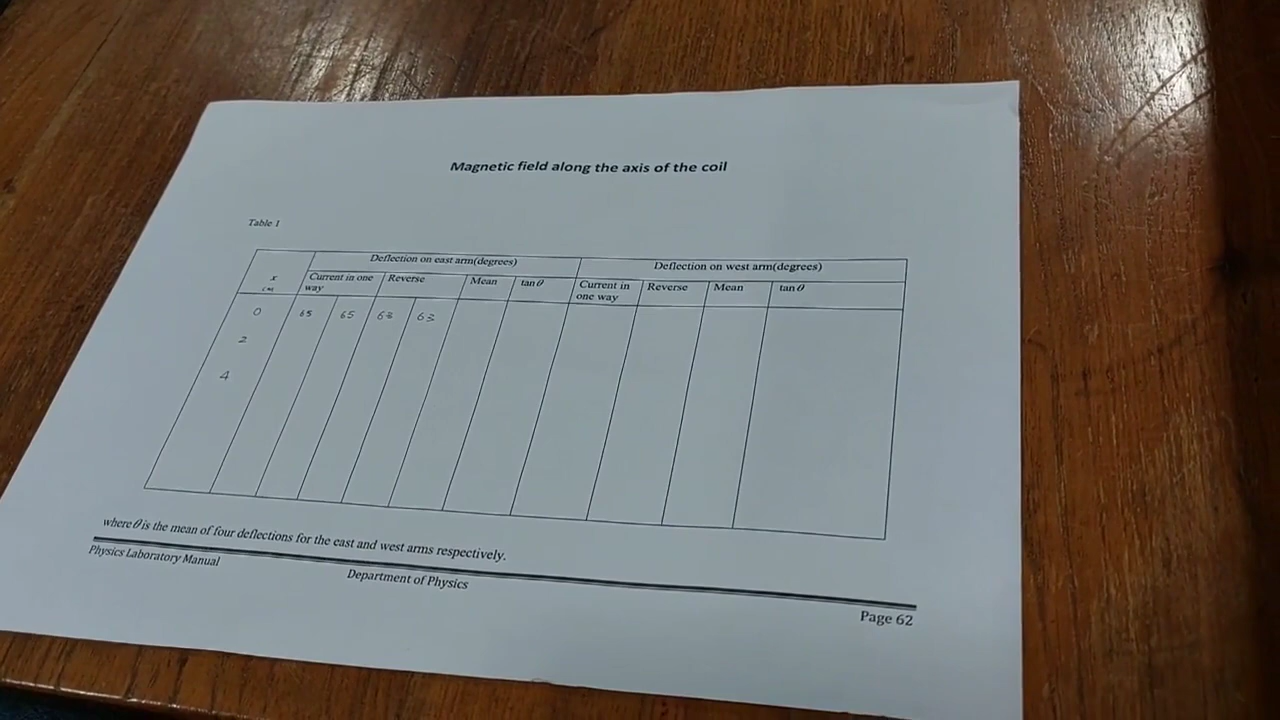 Magnetic field along the axis of the coil
Table 1
Deflection on east arm(degrees) Deflection on west arm(degrees)
x Current in one Reverse Mean tan θ Current in Reverse Mean tan θ
cm way one way
0 65 65 63 63
2
4
where θ is the mean of four deflections for the east and west arms respectively.
Physics Laboratory Manual
Department of Physics
Page 62